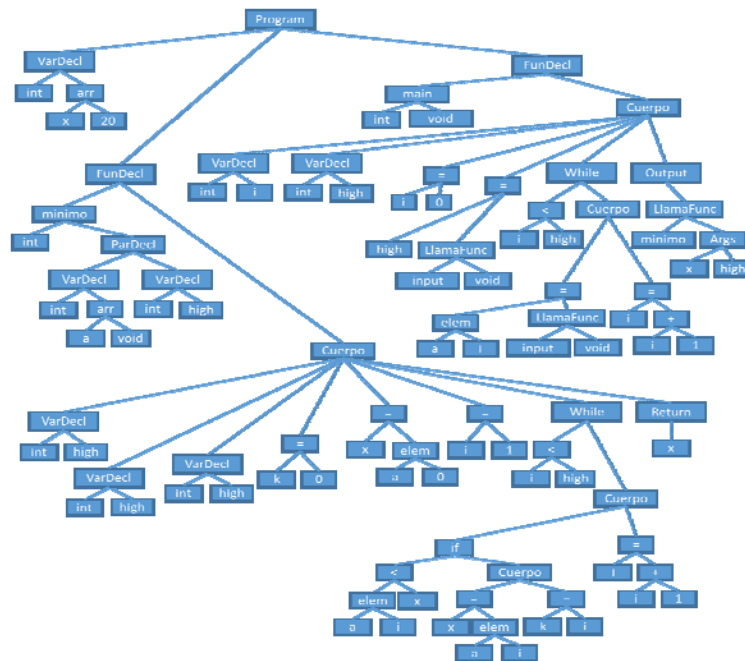 Program
VarDecl FunDecl
int arr main Cuerpo
x 20 int void
FunDecl VarDecl VarDecl = While Output
int i int high i 0 = < Cuerpo LlamaFunc
minimo i high minimo Args
int ParDecl high LlamaFunc x high
VarDecl VarDecl input void = =
int arr int high elem LlamaFunc i +
a void a input void i 1
Cuerpo
VarDecl = While Return
int high VarDecl VarDecl k 0 x elem i 1 < x
int high int high a 0 i high
Cuerpo
if =
< Cuerpo +
elem x i 1
a i x elem k i
a i